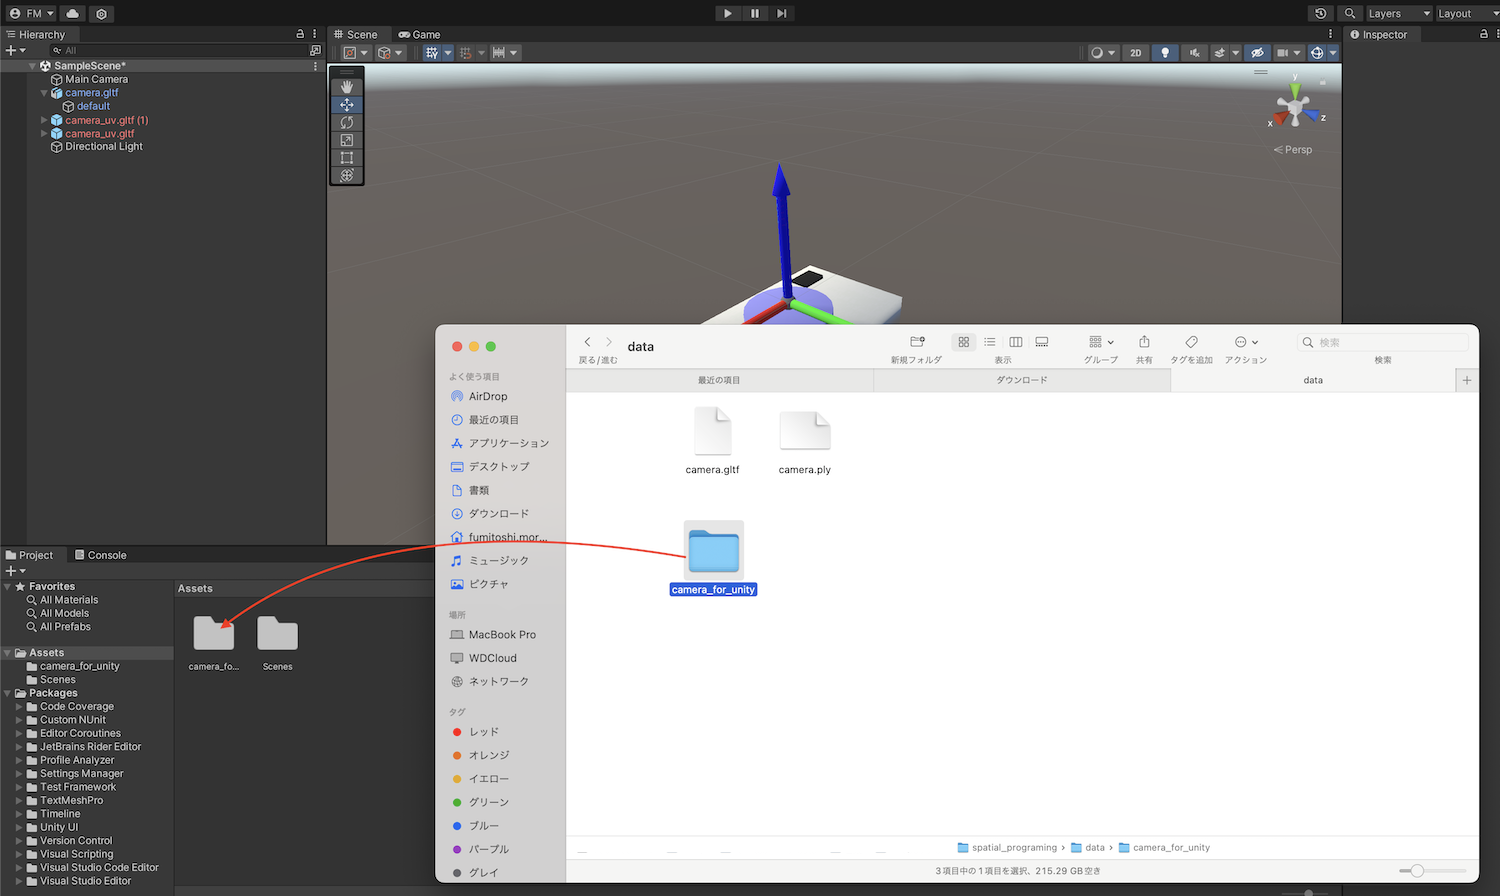 FM
Layers
Layout
Hierarchy
All
SampleScene*
Main Camera
camera.gltf
default
camera_uv.gltf (1)
camera_uv.gltf
Directional Light
Scene
Game
2D
y
x
z
Persp
Inspector
Project
Console
Favorites
All Materials
All Models
All Prefabs
Assets
camera_for_unity
Scenes
Packages
Code Coverage
Custom NUnit
Editor Coroutines
JetBrains Rider Editor
Profile Analyzer
Settings Manager
Test Framework
TextMeshPro
Timeline
Unity UI
Version Control
Visual Scripting
Visual Studio Code Editor
Visual Studio Editor
Assets
camera_fo...
Scenes
よく使う項目
AirDrop
最近の項目
アプリケーション
デスクトップ
書類
ダウンロード
fumitoshi.mor...
ミュージック
ピクチャ
場所
MacBook Pro
WDCloud
ネットワーク
タグ
レッド
オレンジ
イエロー
グリーン
ブルー
パープル
グレイ
戻る/進む
data
新規フォルダ
表示
グループ
共有
タグを追加
アクション
検索
検索
最近の項目
ダウンロード
data
camera.gltf
camera.ply
camera_for_unity
spatial_programing › data › camera_for_unity
3項目中の1項目を選択、215.29 GB空き